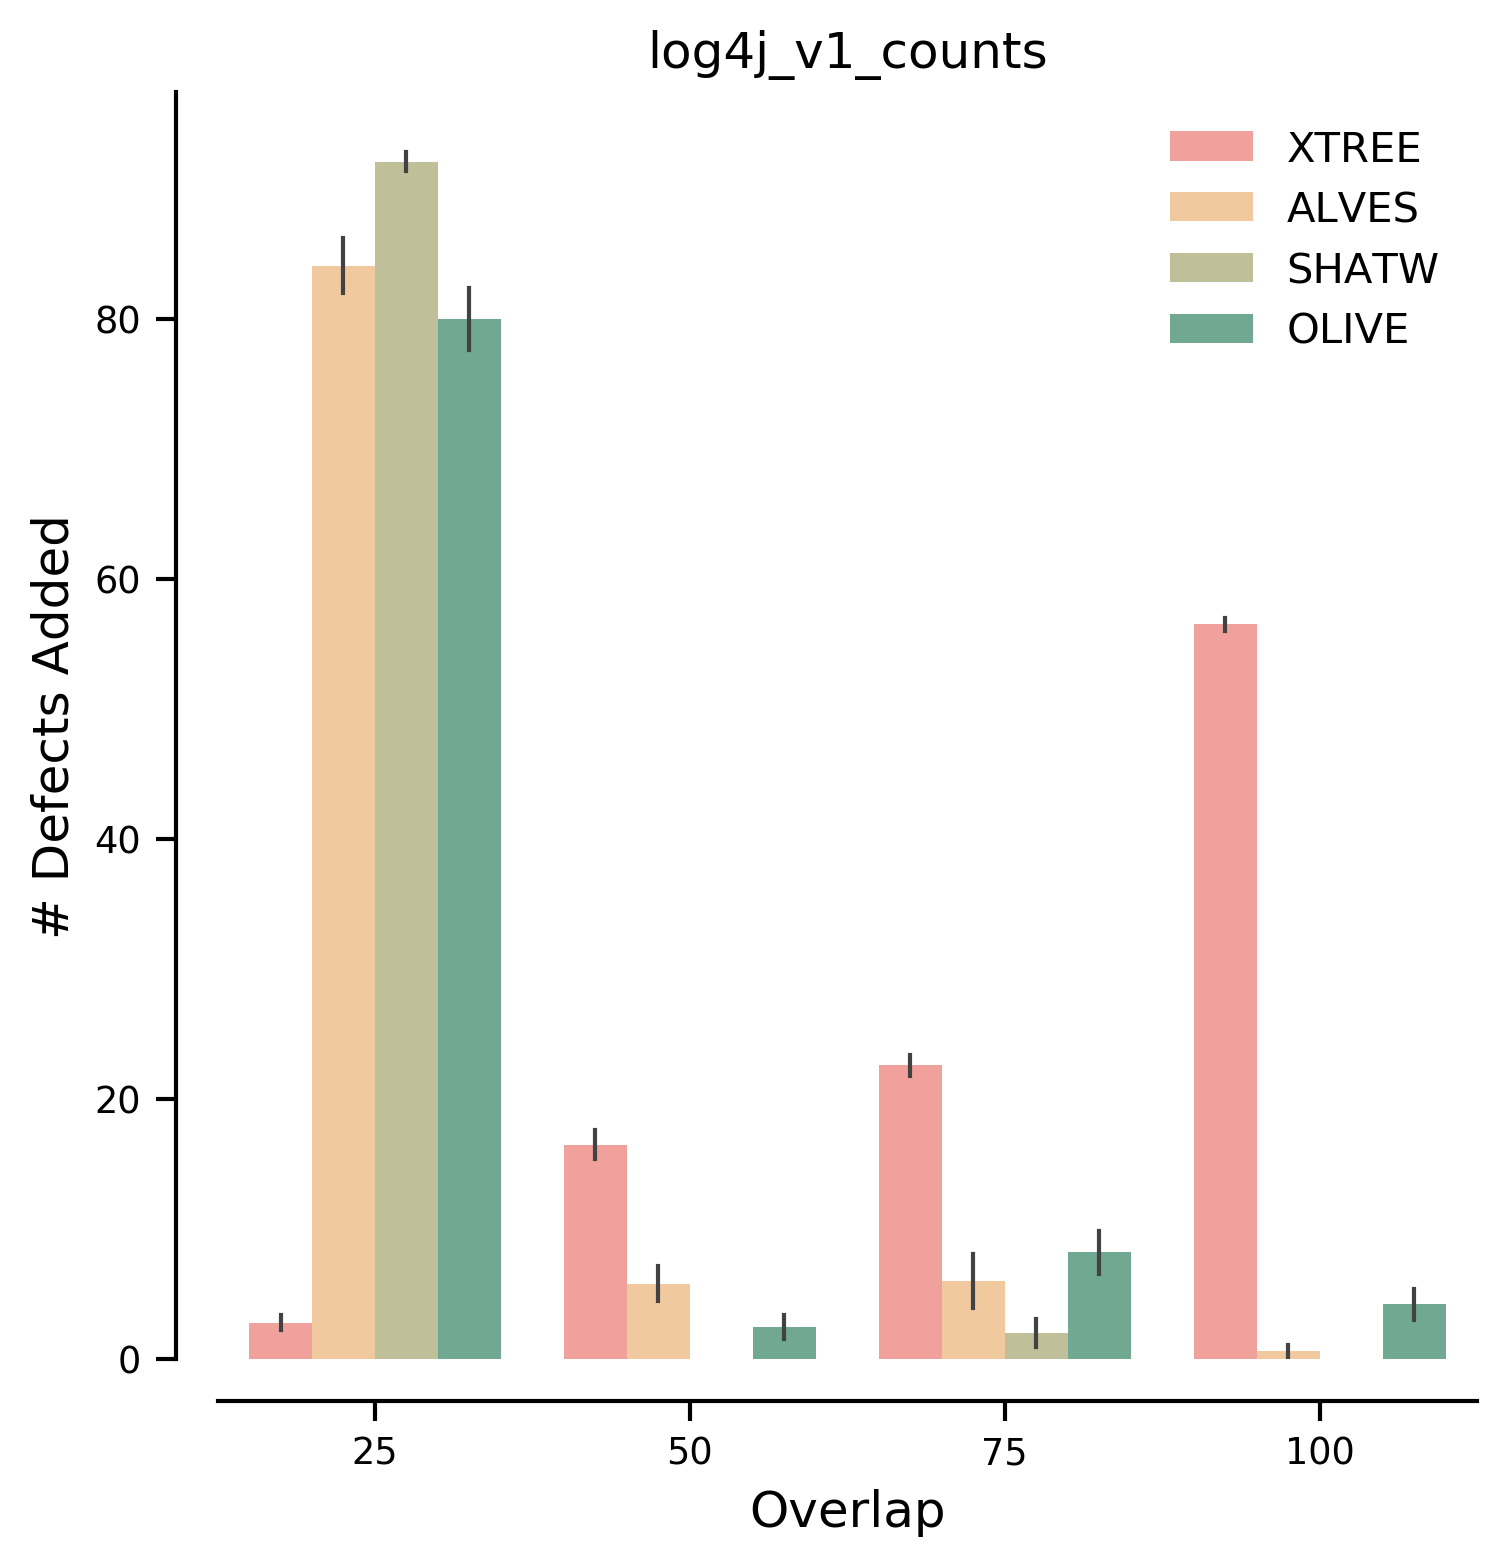 log4j_v1_counts
XTREE
ALVES
SHATW
OLIVE
# Defects Added
80
60
40
20
0
25 50 75 100
Overlap